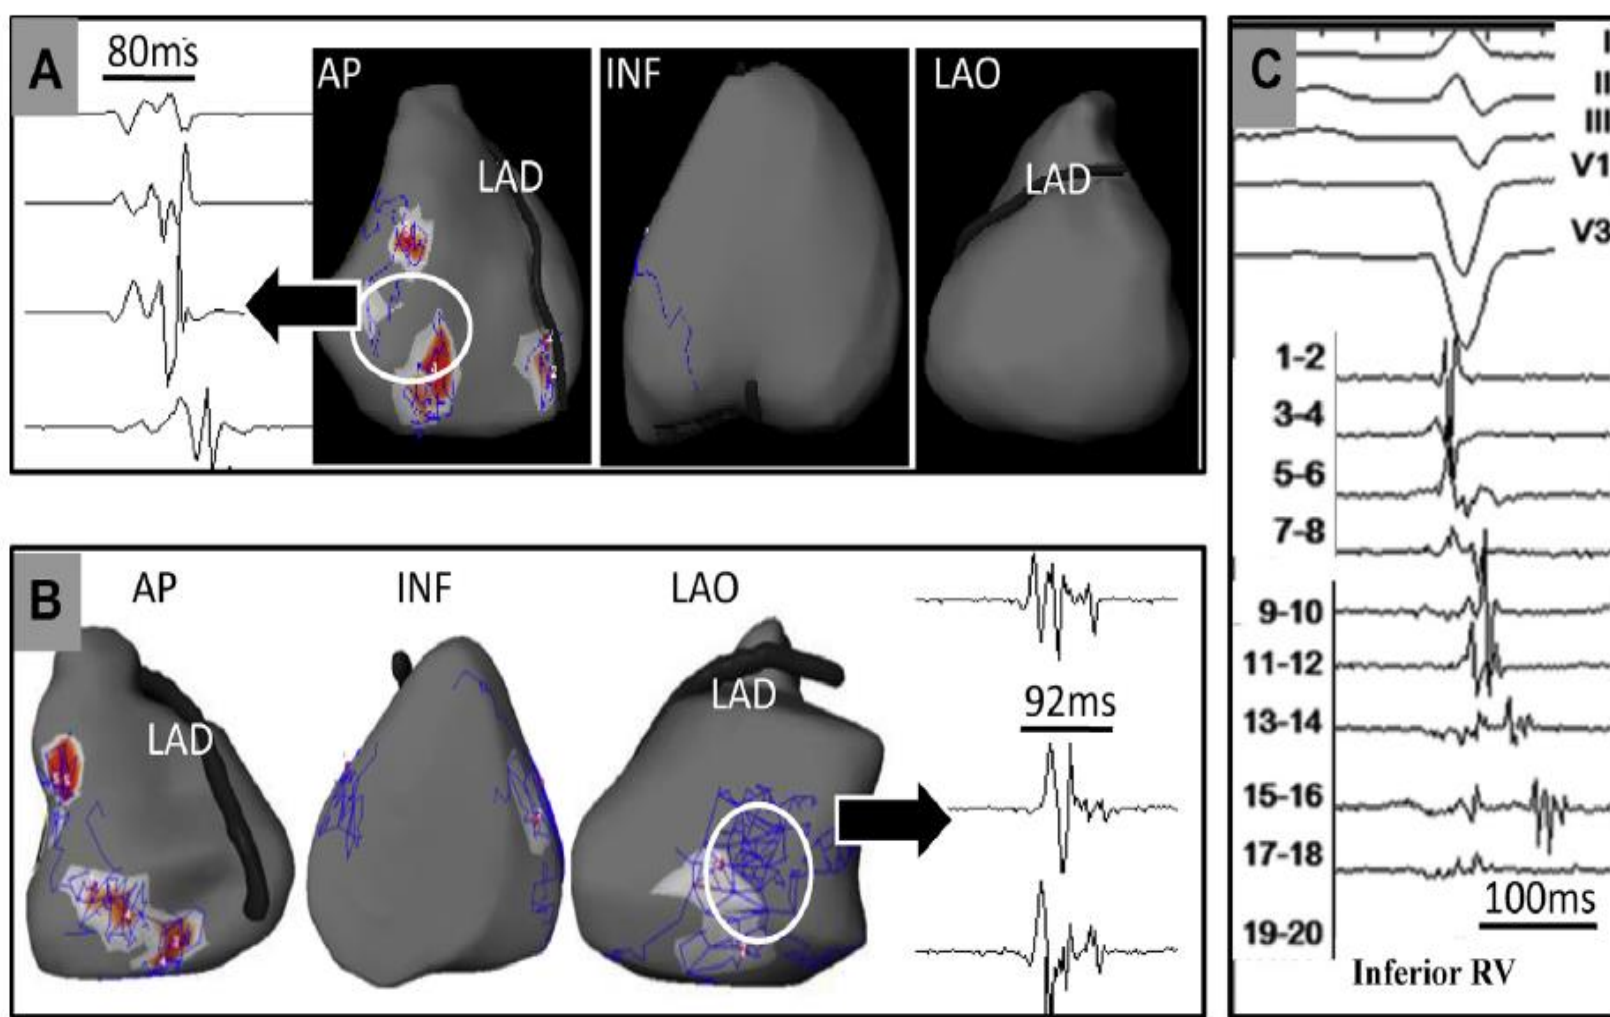 A
80ms
AP
LAD
INF
LAO
LAD
B
AP
LAD
INF
LAO
LAD
92ms
C
I
II
III
V1
V3
1-2
3-4
5-6
7-8
9-10
11-12
13-14
15-16
17-18
100ms
19-20
Inferior RV